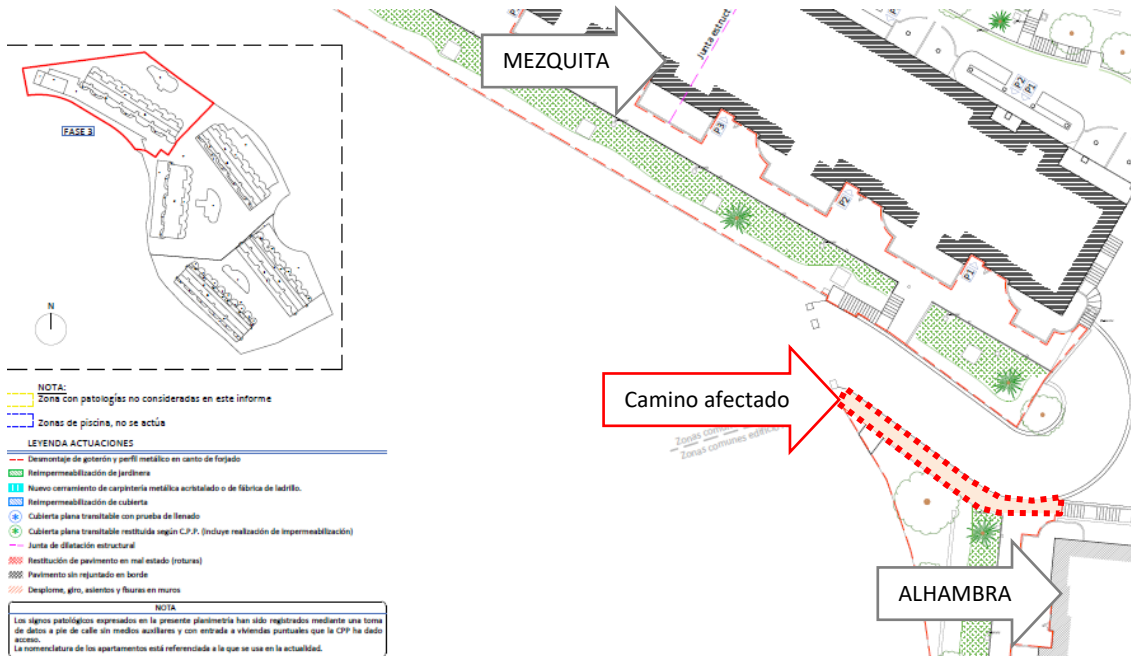 MEZQUITA
Junta estruct
P3
P2
P1
P2
P1
FASE 3
N
Camino afectado
Zonas comu
Zonas comunes edific
ALHAMBRA
NOTA:
Zona con patologías no consideradas en este informe
Zonas de piscina, no se actúa
LEYENDA ACTUACIONES
Desmontaje de goterón y perfil metálico en canto de forjado
Reimpermeabilización de jardinera
Nuevo cerramiento de carpintería metálica acristalado o de fábrica de ladrillo.
Reimpermeabilización de cubierta
Cubierta plana transitable con prueba de llenado
Cubierta plana transitable restituida según C.P.P. (incluye realización de impermeabilización)
Junta de dilatación estructural
Restitución de pavimento en mal estado (roturas)
Pavimento sin rejuntado en borde
Desplome, giro, asientos y fisuras en muros
NOTA
Los signos patológicos expresados en la presente planimetría han sido registrados mediante una toma
de datos a pie de calle sin medios auxiliares y con entrada a viviendas puntuales que la CPP ha dado
acceso.
La nomenclatura de los apartamentos está referenciada a la que se usa en la actualidad.